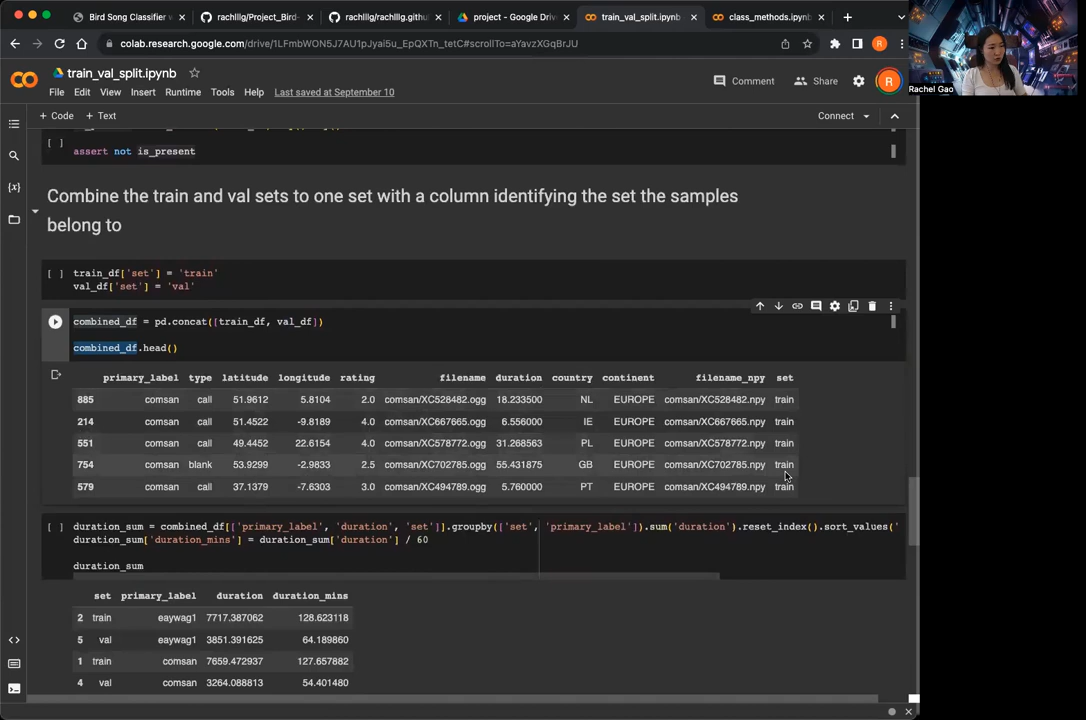 Bird Song Classifier w
rachlllg/Project_Bird-
rachlllg/rachlllg.github
project - Google Driv
train_val_split.ipynb
class_methods.ipynb
colab.research.google.com/drive/1LFmbWON5J7AU1pJyai5u_EpQXTn_tetC#scrollTo=aYavzXGqBrJU
R
Rachel Gao
train_val_split.ipynb
File Edit View Insert Runtime Tools Help Last saved at September 10
Comment Share R
+ Code + Text Connect
[ ] assert not is_present
Combine the train and val sets to one set with a column identifying the set the samples
belong to
[ ] train_df['set'] = 'train'
val_df['set'] = 'val'
combined_df = pd.concat([train_df, val_df])
combined_df.head()
primary_label type latitude longitude rating filename duration country continent filename_npy set
885 comsan call 51.9612 5.8104 2.0 comsan/XC528482.ogg 18.233500 NL EUROPE comsan/XC528482.npy train
214 comsan call 51.4522 -9.8189 4.0 comsan/XC667665.ogg 6.556000 IE EUROPE comsan/XC667665.npy train
551 comsan call 49.4452 22.6154 4.0 comsan/XC578772.ogg 31.268563 PL EUROPE comsan/XC578772.npy train
754 comsan blank 53.9299 -2.9833 2.5 comsan/XC702785.ogg 55.431875 GB EUROPE comsan/XC702785.npy train
579 comsan call 37.1379 -7.6303 3.0 comsan/XC494789.ogg 5.760000 PT EUROPE comsan/XC494789.npy train
[ ] duration_sum = combined_df[['primary_label', 'duration', 'set']].groupby(['set', 'primary_label']).sum('duration').reset_index().sort_values('
duration_sum['duration_mins'] = duration_sum['duration'] / 60
duration_sum
set primary_label duration duration_mins
2 train eaywag1 7717.387062 128.623118
5 val eaywag1 3851.391625 64.189860
1 train comsan 7659.472937 127.657882
4 val comsan 3264.088813 54.401480